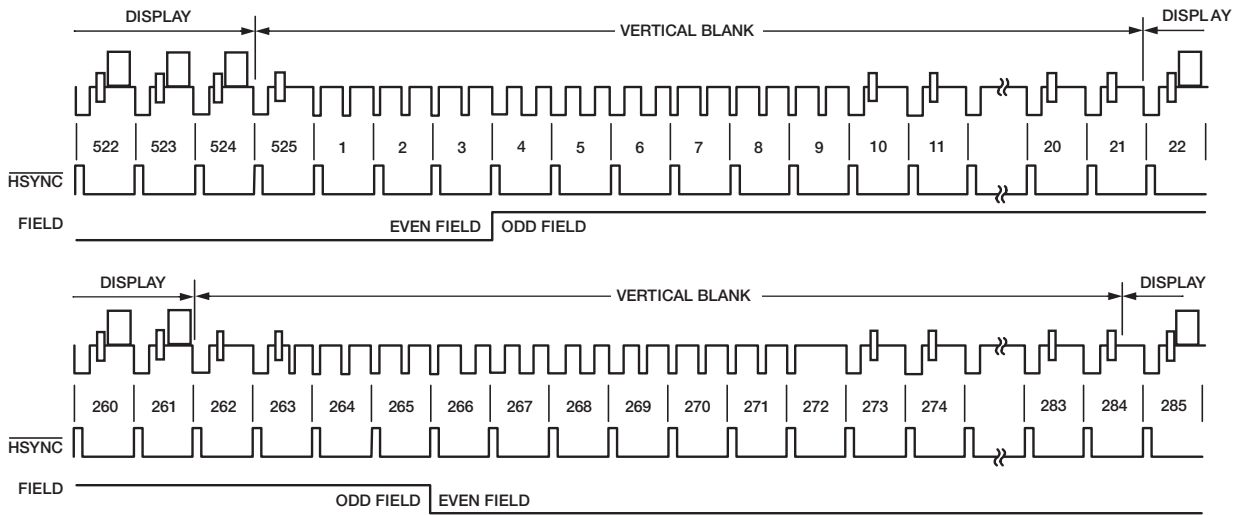 DISPLAY VERTICAL BLANK DISPLAY
522 523 524 525 1 2 3 4 5 6 7 8 9 10 11 20 21 22
HSYNC
FIELD EVEN FIELD ODD FIELD
DISPLAY VERTICAL BLANK DISPLAY
260 261 262 263 264 265 266 267 268 269 270 271 272 273 274 283 284 285
HSYNC
FIELD ODD FIELD EVEN FIELD